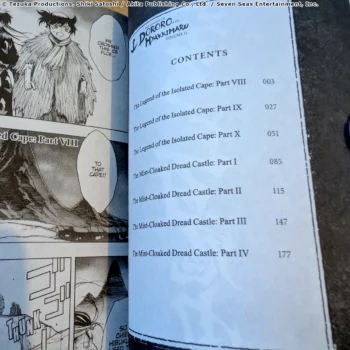 © Tezuka Productions, Shiki Satoshi / Akita Publishing Co., Ltd. / Seven Seas Entertainment, Inc.
TO THAT CAPE!!
Cape: Part VIII
THUNK
SO
DORORO
HYAKKIMARU
CONTENTS
The Legend of the Isolated Cape: Part VIII 003
The Legend of the Isolated Cape: Part IX 027
The Legend of the Isolated Cape: Part X 051
The Mist-Cloaked Dread Castle: Part I 085
The Mist-Cloaked Dread Castle: Part II 115
The Mist-Cloaked Dread Castle: Part III 147
The Mist-Cloaked Dread Castle: Part IV 177